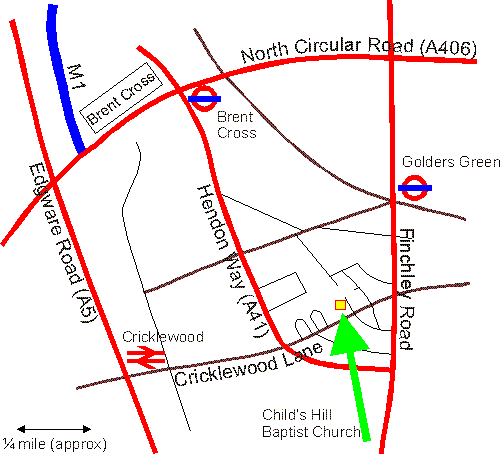 North Circular Road (A406)
M1
Brent Cross
Brent
Cross
Golders Green
Edgware Road (A5)
Hendon Way (A41)
Finchley Road
Cricklewood
Cricklewood Lane
Child's Hill
Baptist Church
¼ mile (approx)